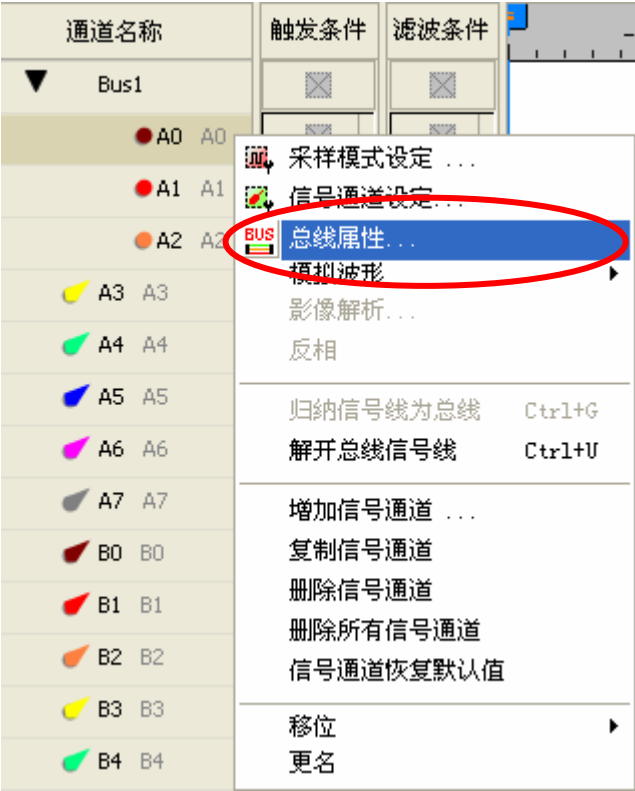 通道名称 触发条件 滤波条件
Bus1
A0 A0
A1 A1
A2 A2
A3 A3
A4 A4
A5 A5
A6 A6
A7 A7
B0 B0
B1 B1
B2 B2
B3 B3
B4 B4
采样模式设定 ...
信号通道设定...
BUS 总线属性...
模拟波形
影像解析...
反相
归纳信号线为总线 Ctrl+G
解开总线信号线 Ctrl+U
增加信号通道 ...
复制信号通道
删除信号通道
删除所有信号通道
信号通道恢复默认值
移位
更名